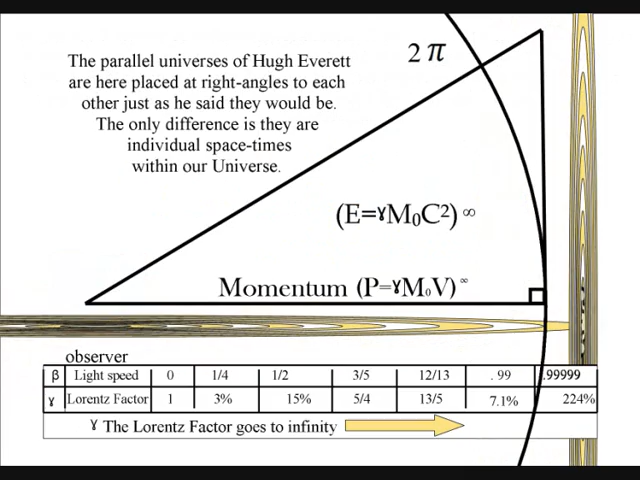 The parallel universes of Hugh Everett
are here placed at right-angles to each
other just as he said they would be.
The only difference is they are
individual space-times
within our Universe.
2 π
(E=ɤM₀C²) ∞
Momentum (P=ɤM₀V) ∞
observer
β Light speed 0 1/4 1/2 3/5 12/13 . 99 .99999
ɤ Lorentz Factor 1 3% 15% 5/4 13/5 7.1% 224%
ɤ The Lorentz Factor goes to infinity